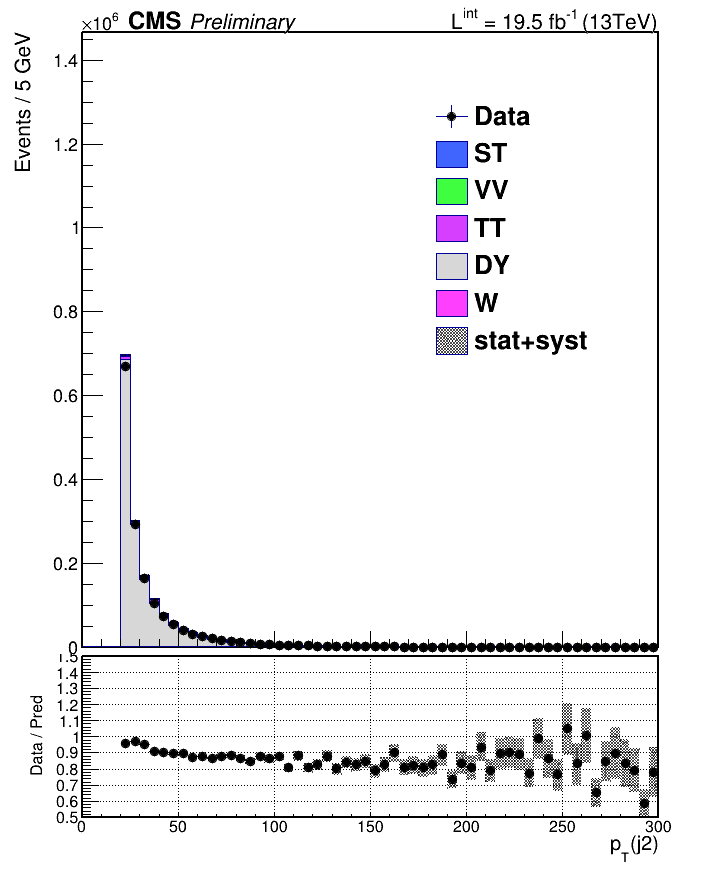 ×10⁶ CMS Preliminary L^int = 19.5 fb⁻¹ (13TeV)
Events / 5 GeV
1.4
1.2
1
0.8
0.6
0.4
0.2
0
Data
ST
VV
TT
DY
W
stat+syst
Data / Pred
1.5
1.4
1.3
1.2
1.1
1
0.9
0.8
0.7
0.6
0.5
0 50 100 150 200 250 300
p_T(j2)